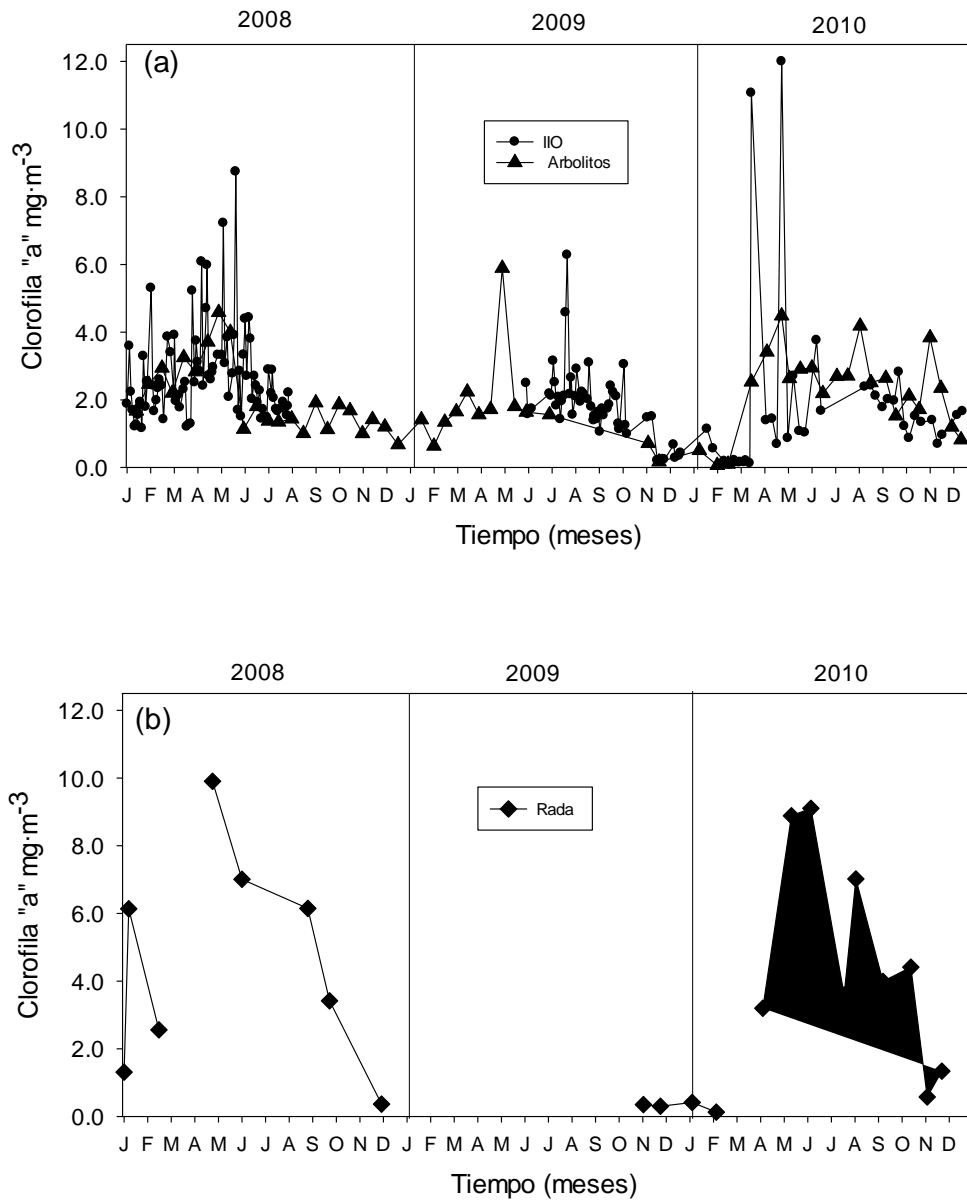 2008 2009 2010
(a)
12.0
10.0
8.0
6.0
4.0
2.0
0.0
Clorofila "a" mg·m-3
IIO
Arbolitos
J F M A M J J A S O N D J F M A M J J A S O N D J F M A M J J A S O N D
Tiempo (meses)
2008 2009 2010
(b)
12.0
10.0
8.0
6.0
4.0
2.0
0.0
Clorofila "a" mg·m-3
Rada
J F M A M J J A S O N D J F M A M J J A S O N D J F M A M J J A S O N D
Tiempo (meses)